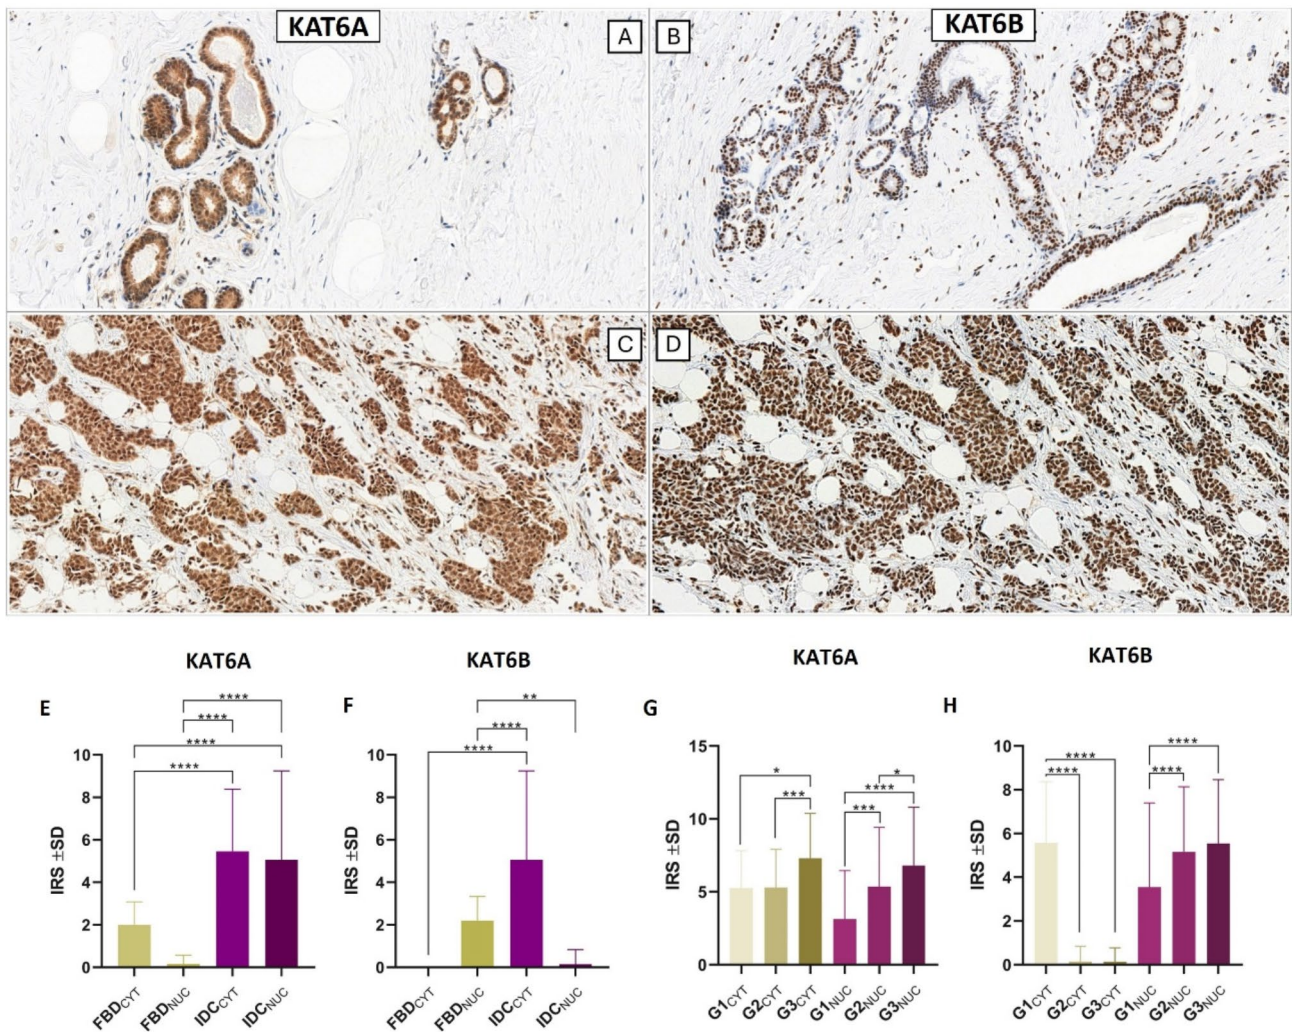 KAT6A
A
B
KAT6B
C
D
KAT6A
KAT6B
KAT6A
KAT6B
E
****
****
****
****
10
8
6
4
2
0
IRS ±SD
FBDCYT
FBDNUC
IDCCYT
IDCNUC
F
**
****
****
10
8
6
4
2
0
IRS ±SD
FBDCYT
FBDNUC
IDCCYT
IDCNUC
G
*
*
****
***
***
15
10
5
0
IRS ±SD
G1CYT
G2CYT
G3CYT
G1NUC
G2NUC
G3NUC
H
****
****
****
****
10
8
6
4
2
0
IRS ±SD
G1CYT
G2CYT
G3CYT
G1NUC
G2NUC
G3NUC